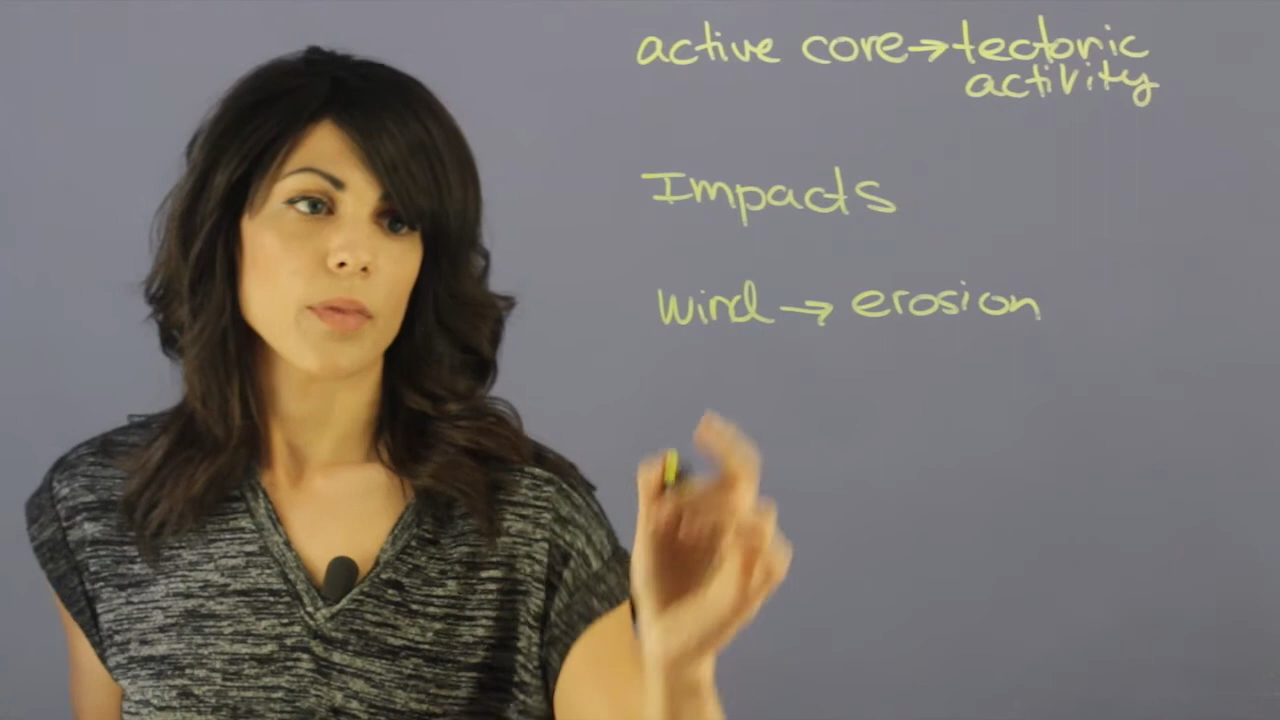 active core → tectonic
activity
Impacts
wind → erosion